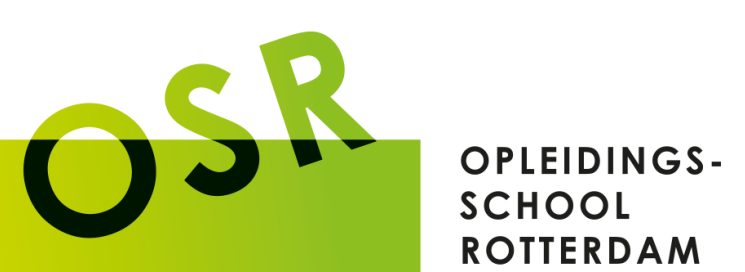 OSR
OPLEIDINGS-
SCHOOL
ROTTERDAM